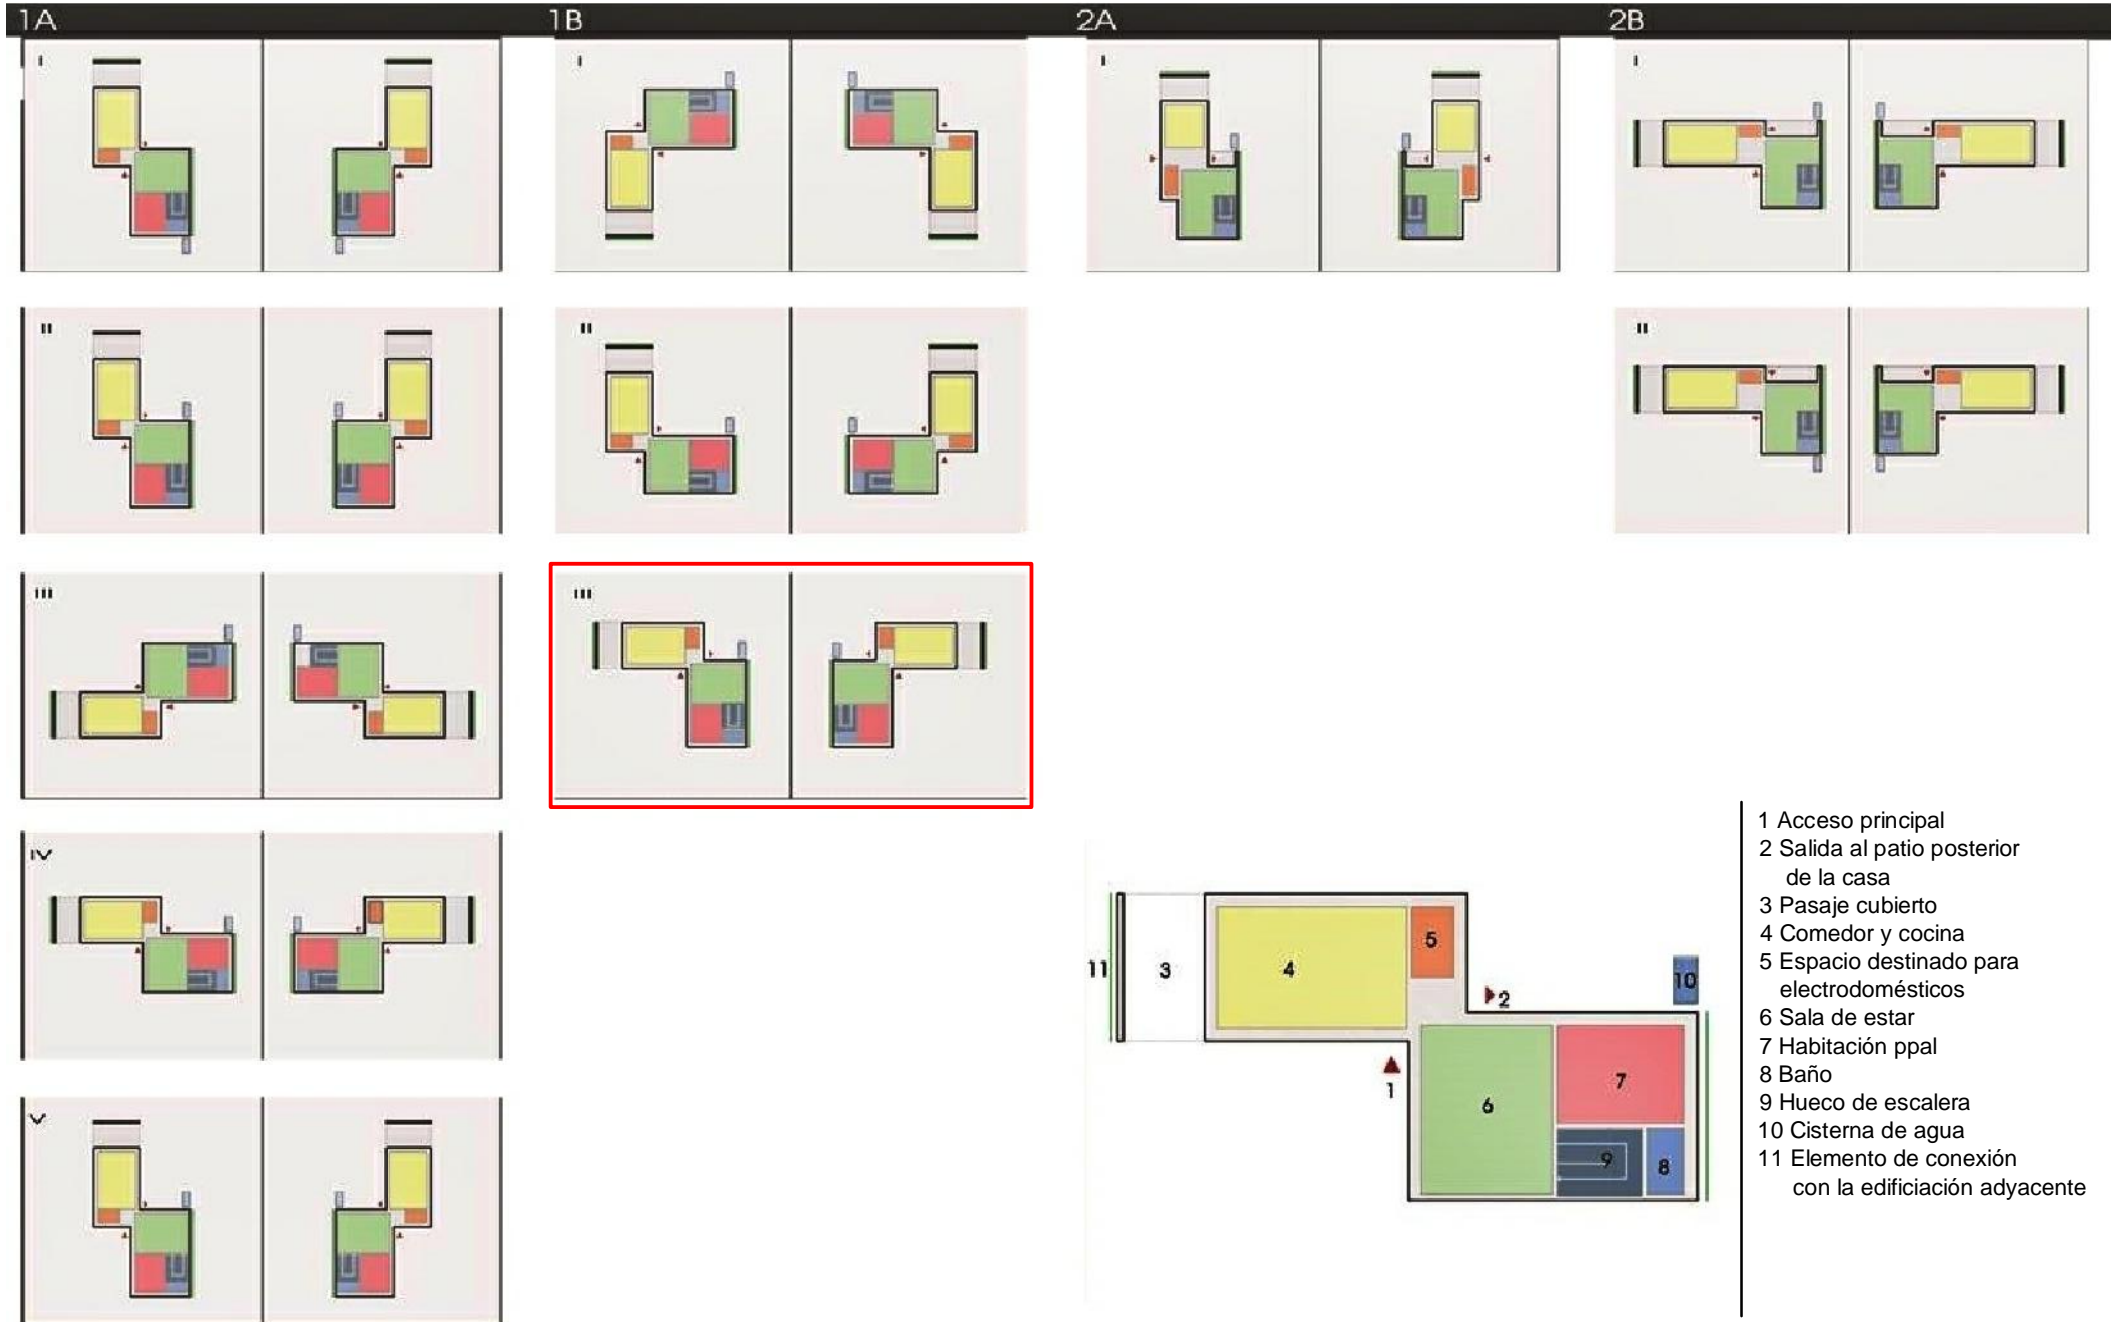 1A
1B
2A
2B
I
I
I
I
II
II
II
III
III
IV
V
11
3
4
5
2
10
1
6
7
9
8
1 Acceso principal
2 Salida al patio posterior
de la casa
3 Pasaje cubierto
4 Comedor y cocina
5 Espacio destinado para
electrodomésticos
6 Sala de estar
7 Habitación ppal
8 Baño
9 Hueco de escalera
10 Cisterna de agua
11 Elemento de conexión
con la edificiación adyacente